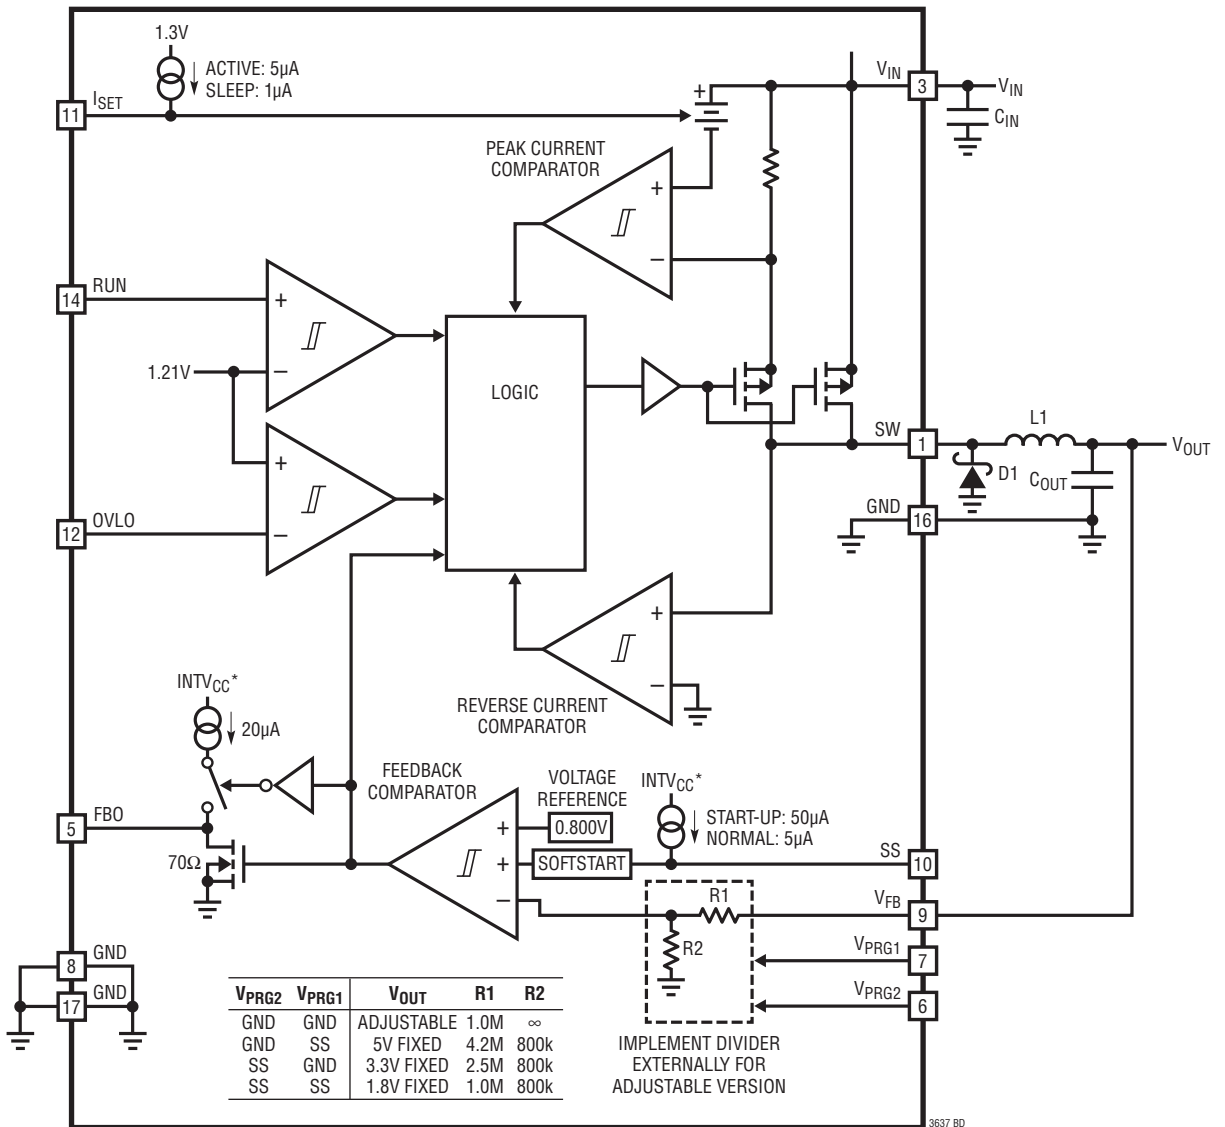 1.3V
ACTIVE: 5µA
SLEEP: 1µA
11
ISET
VIN
3
VIN
CIN
+
PEAK CURRENT
COMPARATOR
+
–
14
RUN
+
–
1.21V
LOGIC
+
–
12
OVLO
SW
1
L1
VOUT
D1
COUT
GND
16
+
–
REVERSE CURRENT
COMPARATOR
INTVCC*
20µA
FEEDBACK
COMPARATOR
VOLTAGE
REFERENCE
0.800V
INTVCC*
START-UP: 50µA
NORMAL: 5µA
5
FBO
70Ω
+
+
–
SOFTSTART
SS
10
R1
VFB
9
R2
VPRG1
7
VPRG2
6
8
GND
17
GND
VPRG2 VPRG1 VOUT R1 R2
GND GND ADJUSTABLE 1.0M ∞
GND SS 5V FIXED 4.2M 800k
SS GND 3.3V FIXED 2.5M 800k
SS SS 1.8V FIXED 1.0M 800k
IMPLEMENT DIVIDER
EXTERNALLY FOR
ADJUSTABLE VERSION
3637 BD